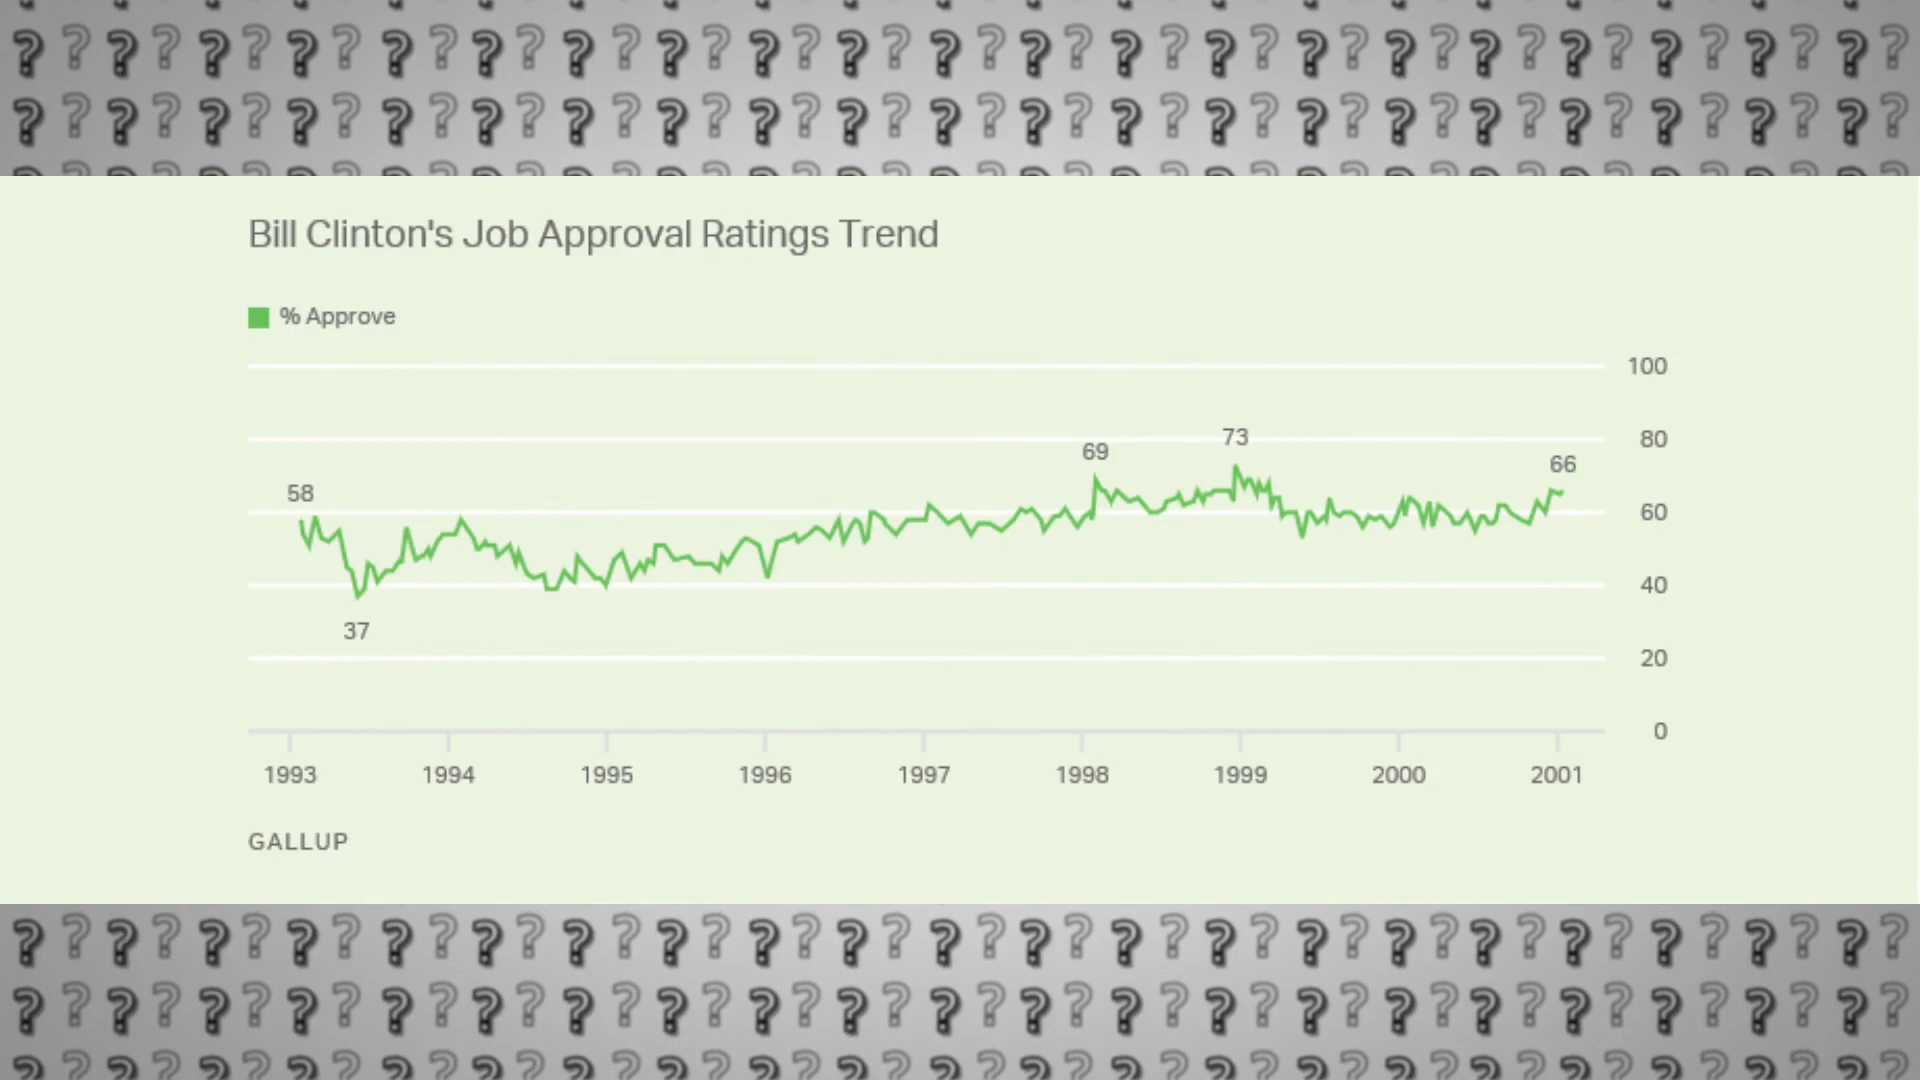 Bill Clinton's Job Approval Ratings Trend
% Approve
100
80
60
40
20
0
58
37
69
73
66
1993 1994 1995 1996 1997 1998 1999 2000 2001
GALLUP